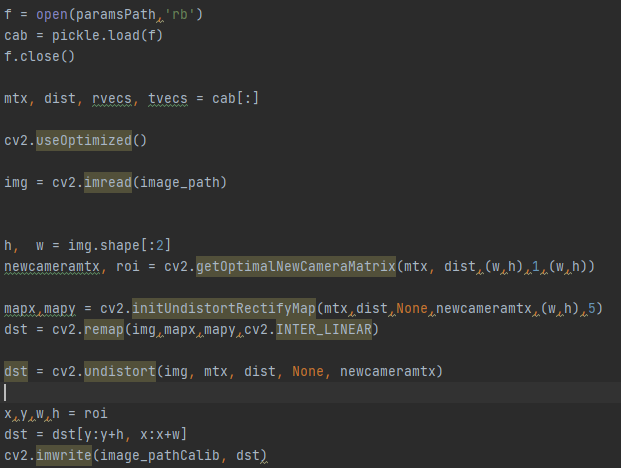 f = open(paramsPath,'rb')
cab = pickle.load(f)
f.close()
mtx, dist, rvecs, tvecs = cab[:]
cv2.useOptimized()
img = cv2.imread(image_path)
h,  w = img.shape[:2]
newcameramtx, roi = cv2.getOptimalNewCameraMatrix(mtx, dist,(w,h),1,(w,h))
mapx,mapy = cv2.initUndistortRectifyMap(mtx,dist,None,newcameramtx,(w,h),5)
dst = cv2.remap(img,mapx,mapy,cv2.INTER_LINEAR)
dst = cv2.undistort(img, mtx, dist, None, newcameramtx)
x,y,w,h = roi
dst = dst[y:y+h, x:x+w]
cv2.imwrite(image_pathCalib, dst)